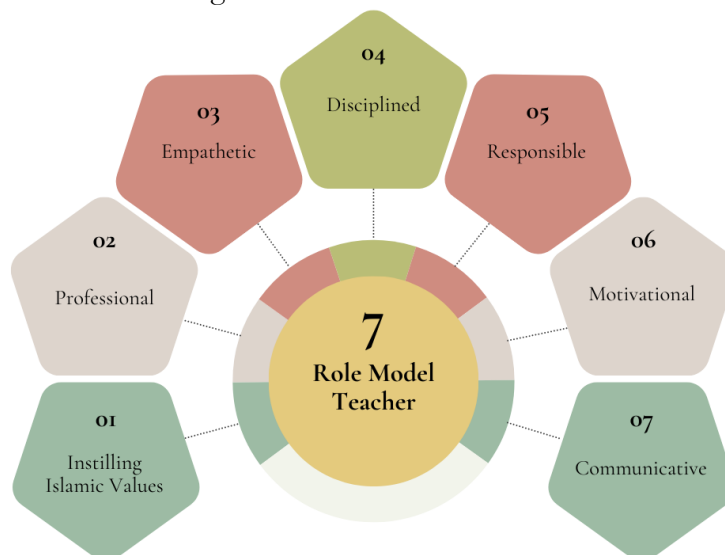 04
Disciplined
03
Empathetic
05
Responsible
02
Professional
06
Motivational
7
Role Model
Teacher
01
Instilling
Islamic Values
07
Communicative